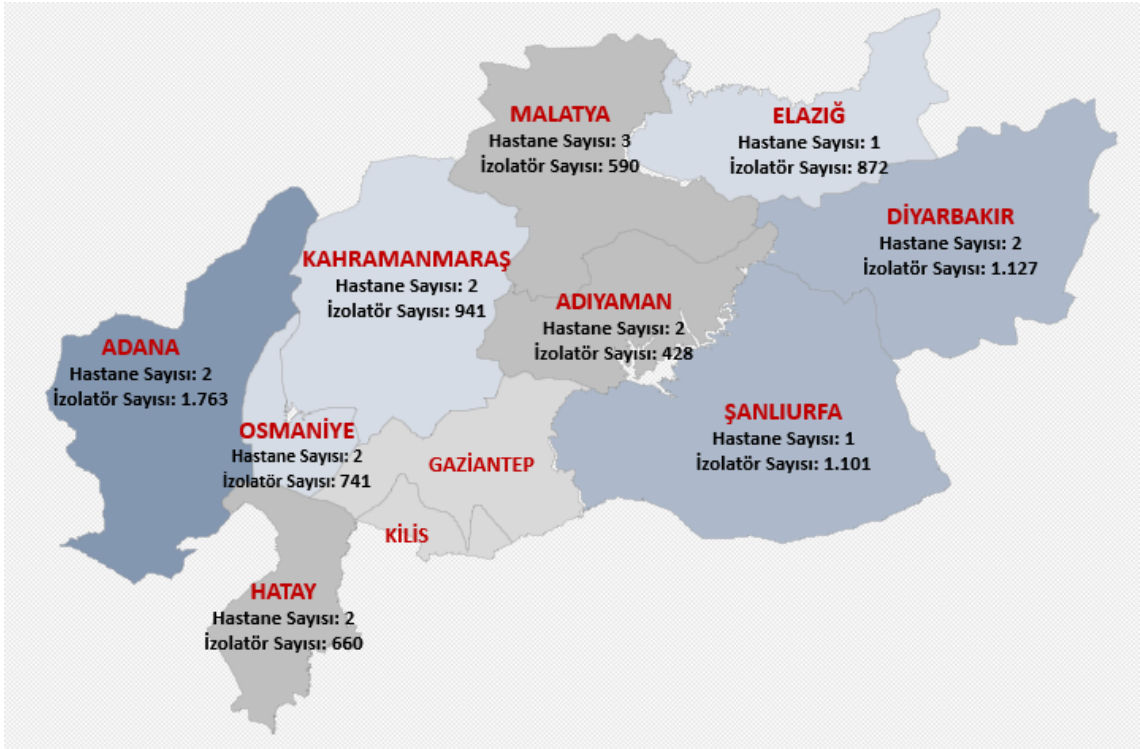 MALATYA
Hastane Sayısı: 3
İzolatör Sayısı: 590
ELAZIĞ
Hastane Sayısı: 1
İzolatör Sayısı: 872
DİYARBAKIR
Hastane Sayısı: 2
İzolatör Sayısı: 1.127
KAHRAMANMARAŞ
Hastane Sayısı: 2
İzolatör Sayısı: 941
ADIYAMAN
Hastane Sayısı: 2
İzolatör Sayısı: 428
ADANA
Hastane Sayısı: 2
İzolatör Sayısı: 1.763
ŞANLIURFA
Hastane Sayısı: 1
İzolatör Sayısı: 1.101
OSMANİYE
Hastane Sayısı: 2
İzolatör Sayısı: 741
GAZİANTEP
KİLİS
HATAY
Hastane Sayısı: 2
İzolatör Sayısı: 660